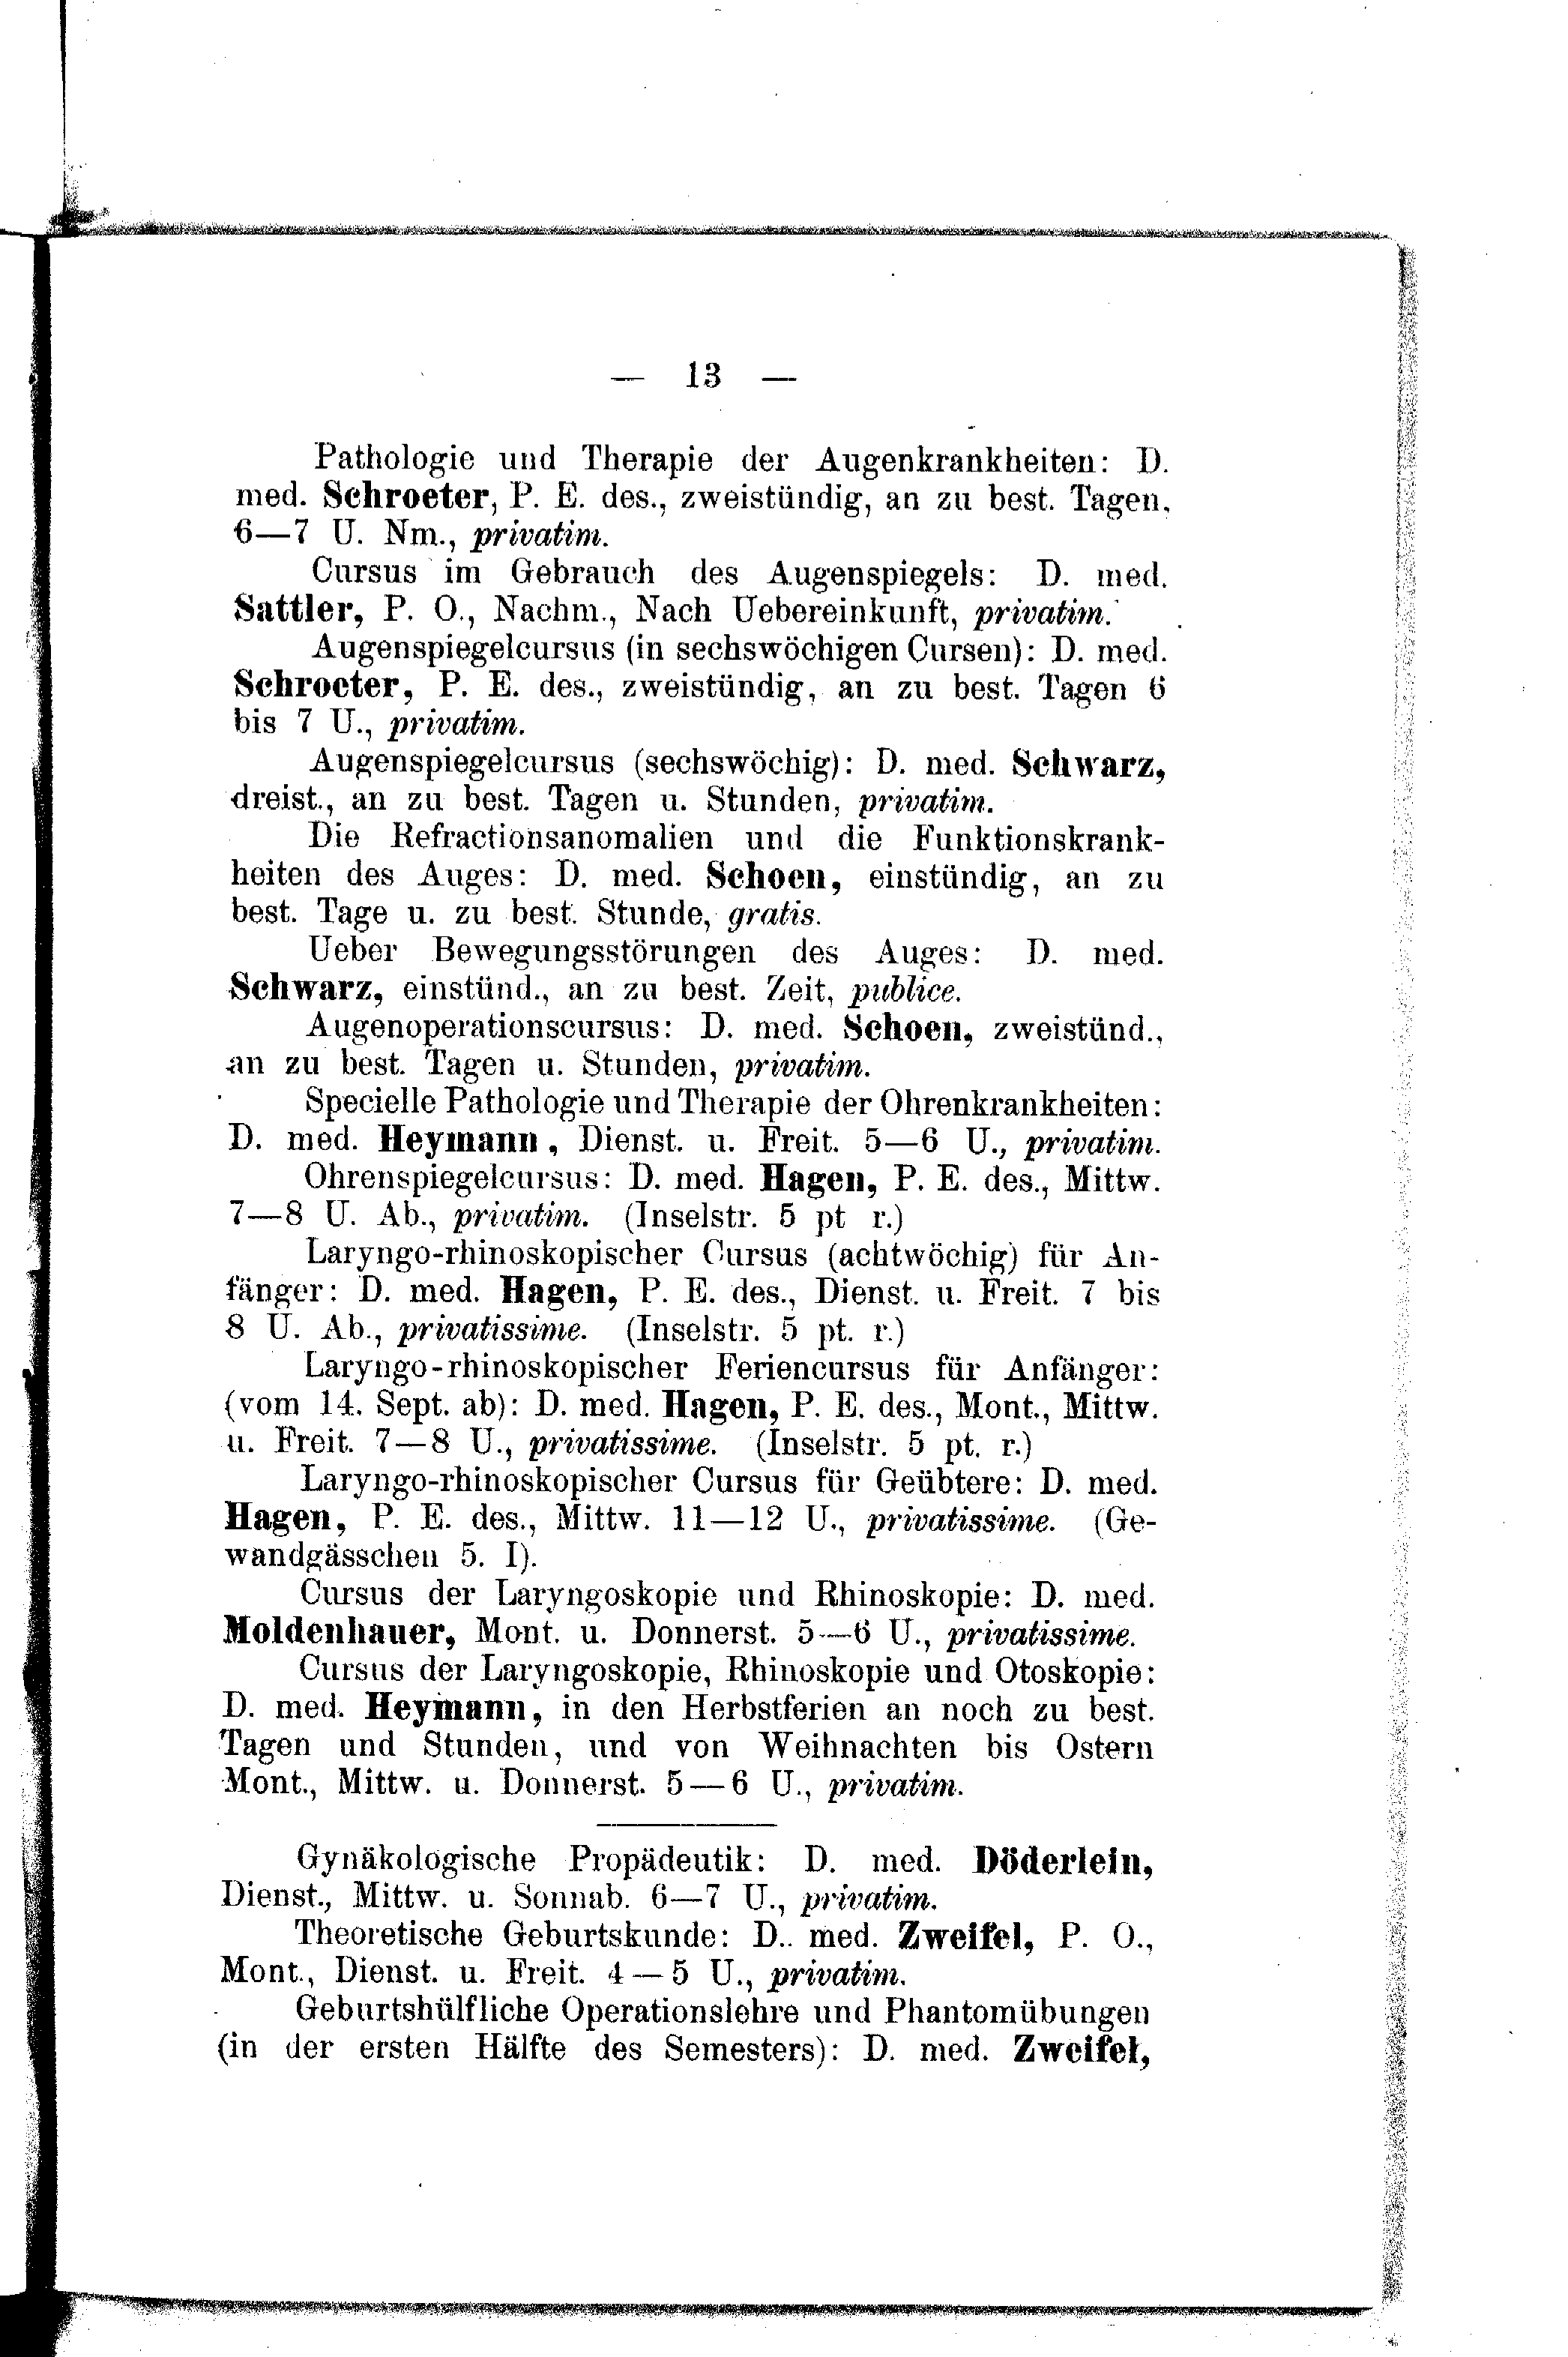 — 13 —
Pathologie und Therapie der Augenkrankheiten: D.
med. Schroeter, P. E. des., zweistündig, an zu best. Tagen,
6—7 U. Nm., privatim.
Cursus im Gebrauch des Augenspiegels: D. med.
Sattler, P. O., Nachm., Nach Uebereinkunft, privatim.
Augenspiegelcursus (in sechswöchigen Cursen): D. med.
Schroeter, P. E. des., zweistündig, an zu best. Tagen 6
bis 7 U., privatim.
Augenspiegelcursus (sechswöchig): D. med. Schwarz,
dreist., an zu best. Tagen u. Stunden, privatim.
Die Refractionsanomalien und die Funktionskrank-
heiten des Auges: D. med. Schoen, einstündig, an zu
best. Tage u. zu best. Stunde, gratis.
Ueber Bewegungsstörungen des Auges: D. med.
Schwarz, einstünd., an zu best. Zeit, publice.
Augenoperationscursus: D. med. Schoen, zweistünd.,
an zu best. Tagen u. Stunden, privatim.
Specielle Pathologie und Therapie der Ohrenkrankheiten:
D. med. Heymann, Dienst. u. Freit. 5—6 U., privatim.
Ohrenspiegelcursus: D. med. Hagen, P. E. des., Mittw.
7—8 U. Ab., privatim. (Inselstr. 5 pt r.)
Laryngo-rhinoskopischer Cursus (achtwöchig) für An-
fänger: D. med. Hagen, P. E. des., Dienst. u. Freit. 7 bis
8 U. Ab., privatissime. (Inselstr. 5 pt. r.)
Laryngo-rhinoskopischer Feriencursus für Anfänger:
(vom 14. Sept. ab): D. med. Hagen, P. E. des., Mont., Mittw.
u. Freit. 7—8 U., privatissime. (Inselstr. 5 pt. r.)
Laryngo-rhinoskopischer Cursus für Geübtere: D. med.
Hagen, P. E. des., Mittw. 11—12 U., privatissime. (Ge-
wandgässchen 5. I).
Cursus der Laryngoskopie und Rhinoskopie: D. med.
Moldenhauer, Mont. u. Donnerst. 5—6 U., privatissime.
Cursus der Laryngoskopie, Rhinoskopie und Otoskopie:
D. med. Heymann, in den Herbstferien an noch zu best.
Tagen und Stunden, und von Weihnachten bis Ostern
Mont., Mittw. u. Donnerst. 5—6 U., privatim.
Gynäkologische Propädeutik: D. med. Döderlein,
Dienst., Mittw. u. Sonnab. 6—7 U., privatim.
Theoretische Geburtskunde: D.. med. Zweifel, P. O.,
Mont., Dienst. u. Freit. 4—5 U., privatim.
Geburtshülfliche Operationslehre und Phantomübungen
(in der ersten Hälfte des Semesters): D. med. Zweifel,